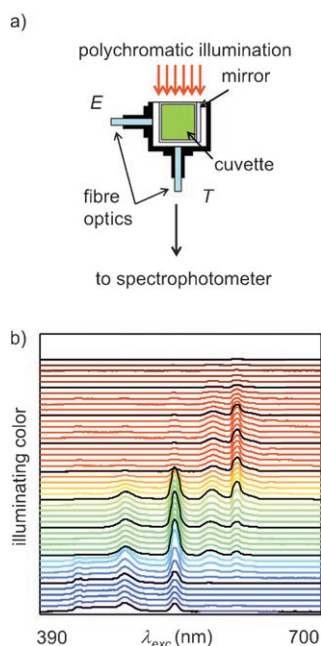 a)
polychromatic illumination
mirror
E
cuvette
fibre
optics
T
to spectrophotometer
b)
illuminating color
390 λexc (nm) 700